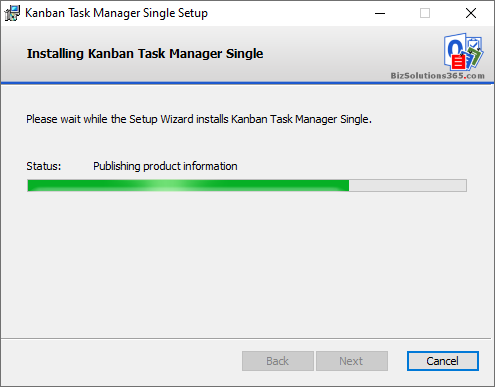 Kanban Task Manager Single Setup
Installing Kanban Task Manager Single
BizSolutions365.com
Please wait while the Setup Wizard installs Kanban Task Manager Single.
Status: Publishing product information
Back Next Cancel